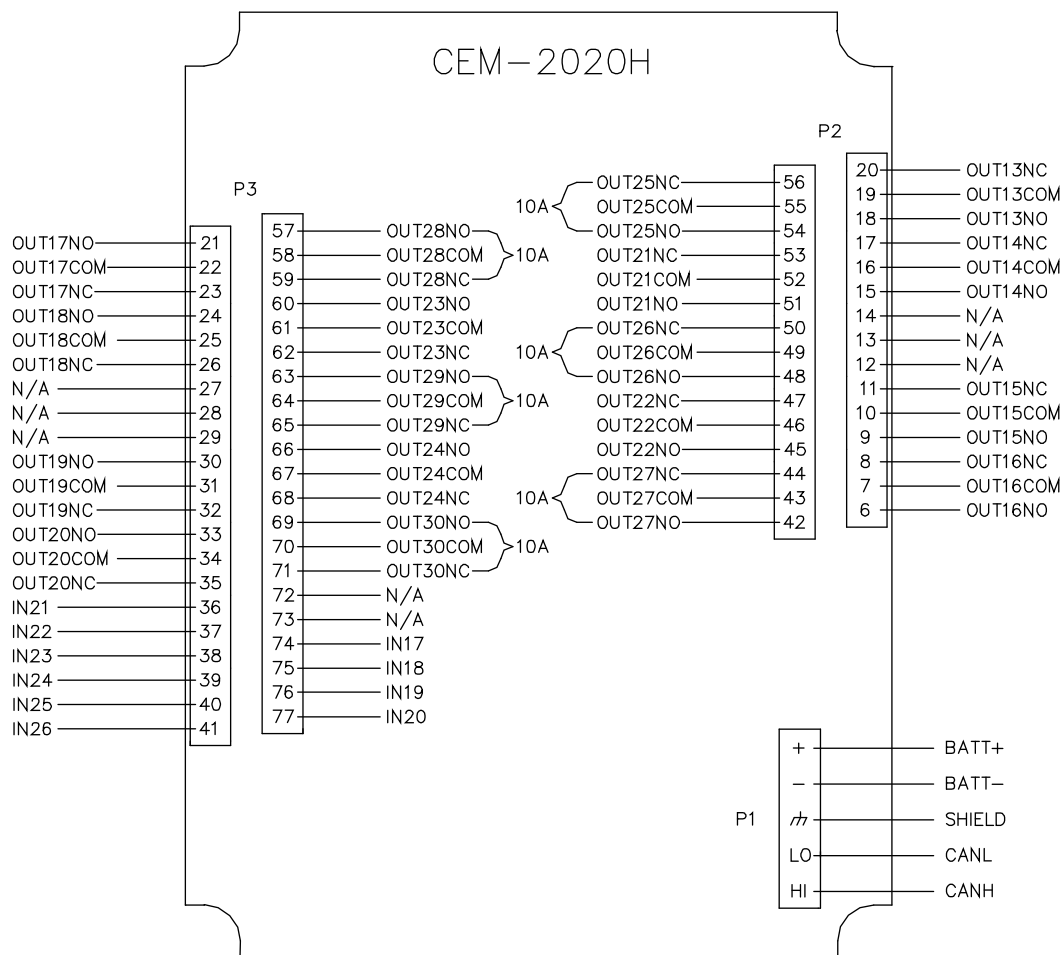 CEM-2020H
P2
P3
OUT17NO 21
OUT17COM 22
OUT17NC 23
OUT18NO 24
OUT18COM 25
OUT18NC 26
N/A 27
N/A 28
N/A 29
OUT19NO 30
OUT19COM 31
OUT19NC 32
OUT20NO 33
OUT20COM 34
OUT20NC 35
IN21 36
IN22 37
IN23 38
IN24 39
IN25 40
IN26 41
57 OUT28NO
58 OUT28COM 10A
59 OUT28NC
60 OUT23NO
61 OUT23COM
62 OUT23NC
63 OUT29NO
64 OUT29COM 10A
65 OUT29NC
66 OUT24NO
67 OUT24COM
68 OUT24NC
69 OUT30NO
70 OUT30COM 10A
71 OUT30NC
72 N/A
73 N/A
74 IN17
75 IN18
76 IN19
77 IN20
OUT25NC 56
10A OUT25COM 55
OUT25NO 54
OUT21NC 53
OUT21COM 52
OUT21NO 51
OUT26NC 50
10A OUT26COM 49
OUT26NO 48
OUT22NC 47
OUT22COM 46
OUT22NO 45
OUT27NC 44
10A OUT27COM 43
OUT27NO 42
20 OUT13NC
19 OUT13COM
18 OUT13NO
17 OUT14NC
16 OUT14COM
15 OUT14NO
14 N/A
13 N/A
12 N/A
11 OUT15NC
10 OUT15COM
9 OUT15NO
8 OUT16NC
7 OUT16COM
6 OUT16NO
P1
+ BATT+
- BATT-
SHIELD
LO CANL
HI CANH